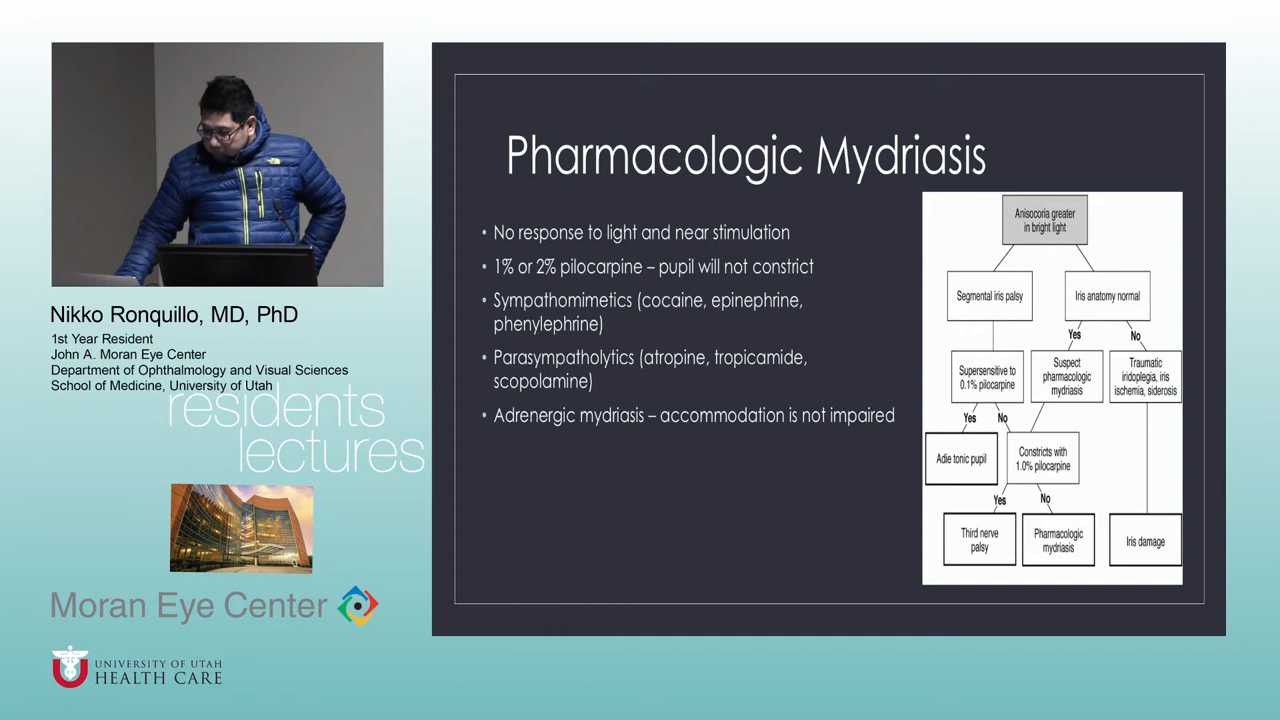 Nikko Ronquillo, MD, PhD
1st Year Resident
John A. Moran Eye Center
Department of Ophthalmology and Visual Sciences
School of Medicine, University of Utah
residents
lectures
Moran Eye Center
UNIVERSITY OF UTAH
HEALTH CARE
Pharmacologic Mydriasis
• No response to light and near stimulation
• 1% or 2% pilocarpine – pupil will not constrict
• Sympathomimetics (cocaine, epinephrine,
phenylephrine)
• Parasympatholytics (atropine, tropicamide,
scopolamine)
• Adrenergic mydriasis – accommodation is not impaired
Anisocoria greater
in bright light
Segmental iris palsy
Iris anatomy normal
Yes
No
Supersensitive to
0.1% pilocarpine
Suspect
pharmacologic
mydriasis
Traumatic
iridoplegia, iris
ischemia, siderosis
Yes
No
Adie tonic pupil
Constricts with
1.0% pilocarpine
Yes
No
Third nerve
palsy
Pharmacologic
mydriasis
Iris damage